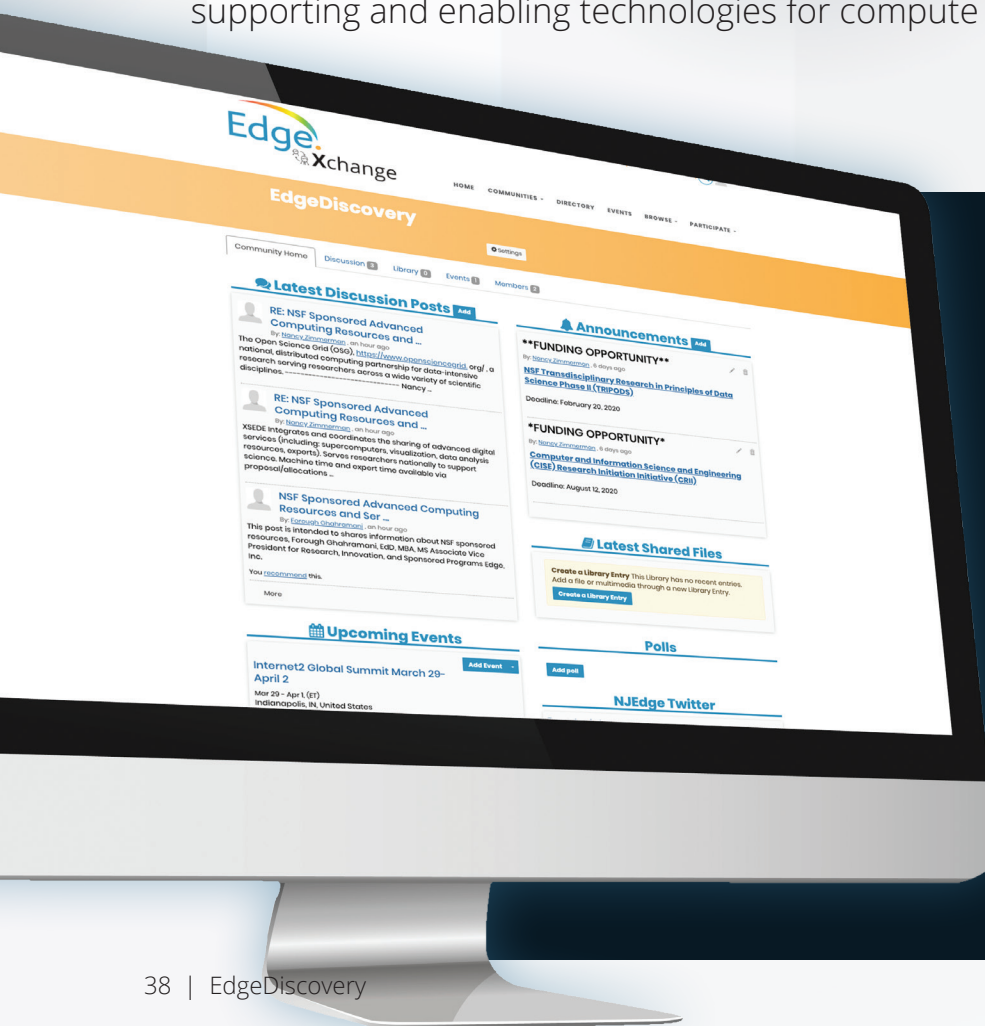 supporting and enabling technologies for compute
Edge.
Xchange
HOME COMMUNITIES DIRECTORY EVENTS BROWSE PARTICIPATE
EdgeDiscovery
Settings
Community Home Discussion 3 Library 0 Events 1 Members 3
Latest Discussion Posts Add
RE: NSF Sponsored Advanced
Computing Resources and ...
By: Nancy Zimmerman , an hour ago
The Open Science Grid (OSG), https://www.opensciencegrid. org/ , a
national, distributed computing partnership for data-intensive
research serving researchers across a wide variety of scientific
disciplines. -------------------------------- Nancy ...
RE: NSF Sponsored Advanced
Computing Resources and ...
By: Nancy Zimmerman , an hour ago
XSEDE Integrates and coordinates the sharing of advanced digital
services (including: supercomputers, visualization, data analysis
resources, experts). Serves researchers nationally to support
science. Machine time and expert time available via
proposal/allocations ...
NSF Sponsored Advanced Computing
Resources and Ser ...
By: Forough Ghahramani , an hour ago
This post is intended to shares information about NSF sponsored
resources, Forough Ghahramani, EdD, MBA, MS Associate Vice
President for Research, Innovation, and Sponsored Programs Edge,
Inc.
You recommend this.
More
Upcoming Events
Add Event
Internet2 Global Summit March 29-
April 2
Mar 29 - Apr 1, (ET)
Indianapolis, IN, United States
Announcements Add
**FUNDING OPPORTUNITY**
By: Nancy Zimmerman , 6 days ago
NSF Transdisciplinary Research in Principles of Data
Science Phase II (TRIPODS)
Deadline: February 20, 2020
*FUNDING OPPORTUNITY*
By: Nancy Zimmerman , 6 days ago
Computer and Information Science and Engineering
(CISE) Research Initiation Initiative (CRII)
Deadline: August 12, 2020
Latest Shared Files
Create a Library Entry This Library has no recent entries.
Add a file or multimedia through a new Library Entry.
Create a Library Entry
Polls
Add poll
NJEdge Twitter
38 | EdgeDiscovery